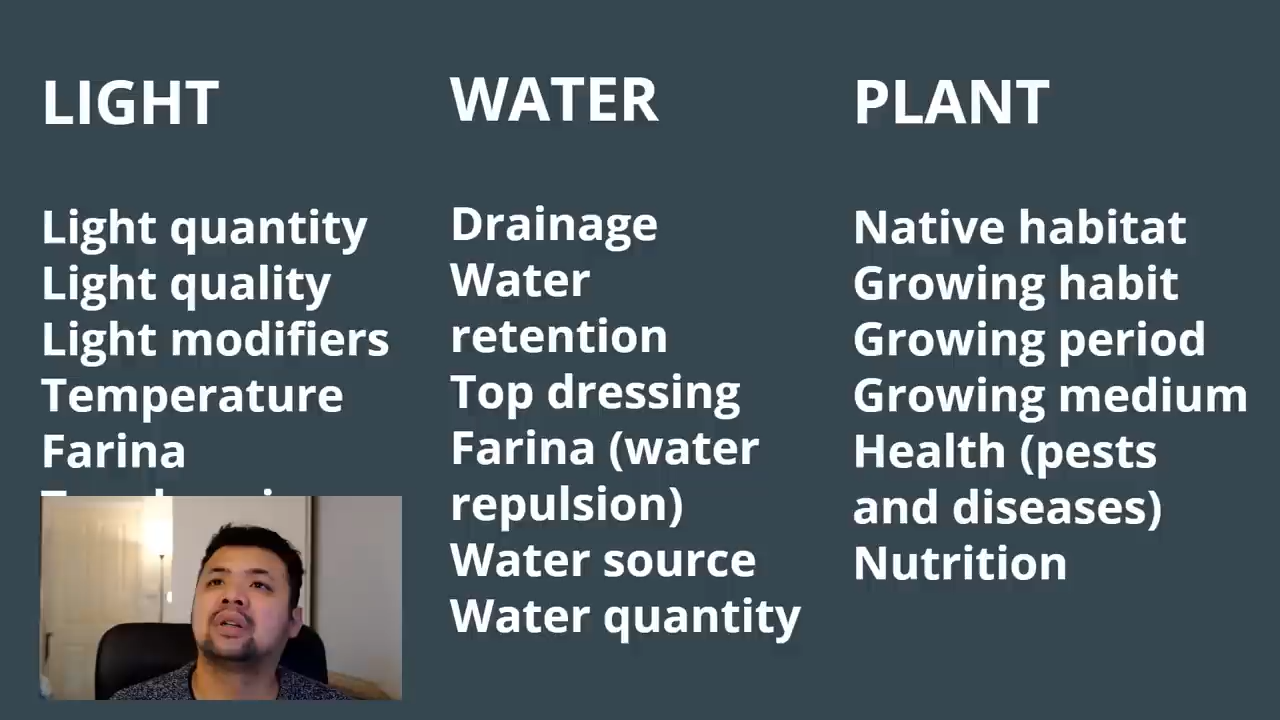 LIGHT
Light quantity
Light quality
Light modifiers
Temperature
Farina
WATER
Drainage
Water
retention
Top dressing
Farina (water
repulsion)
Water source
Water quantity
PLANT
Native habitat
Growing habit
Growing period
Growing medium
Health (pests
and diseases)
Nutrition